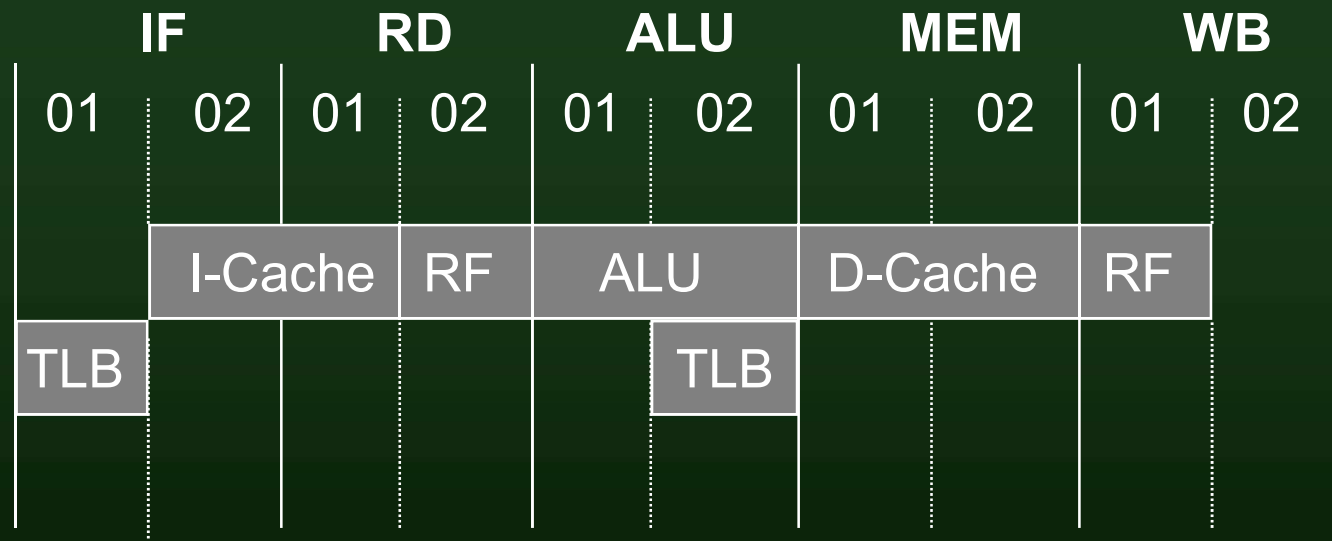 IF RD ALU MEM WB
01 02 01 02 01 02 01 02 01 02
I-Cache RF ALU D-Cache RF
TLB TLB